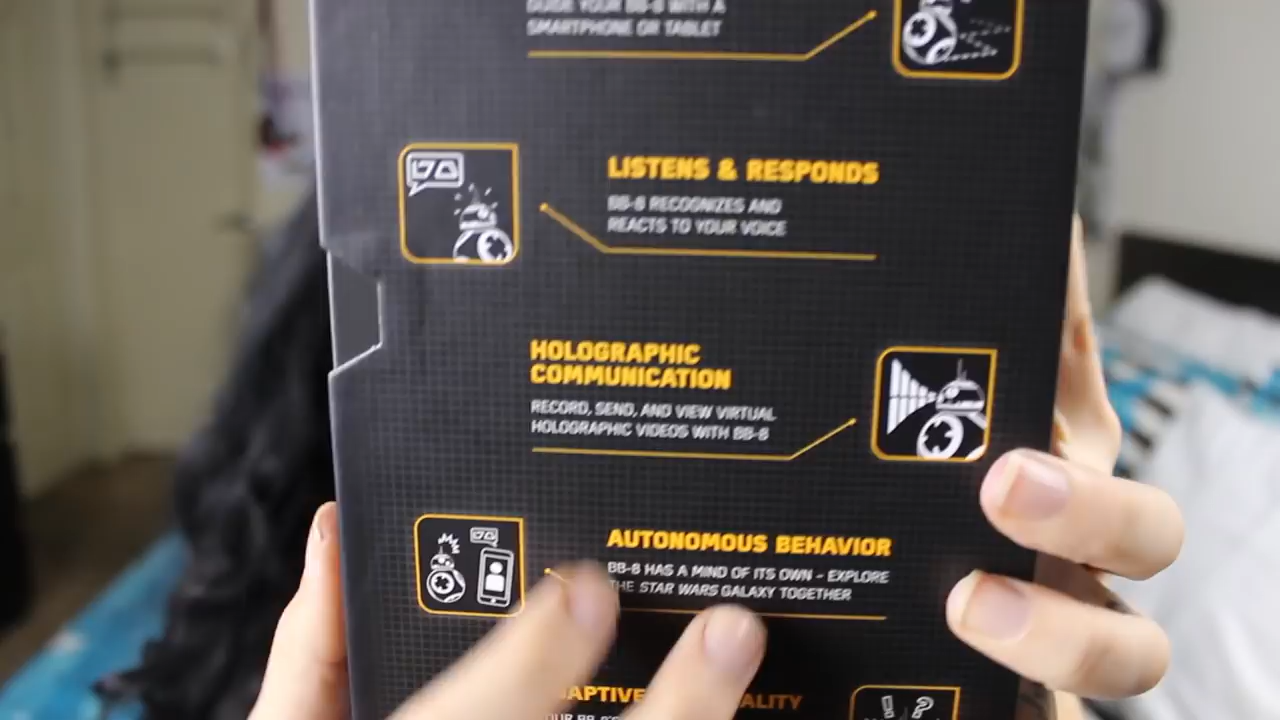 GUIDE YOUR BB-8 WITH A
SMARTPHONE OR TABLET
LISTENS & RESPONDS
BB-8 RECOGNIZES AND
REACTS TO YOUR VOICE
HOLOGRAPHIC
COMMUNICATION
RECORD, SEND, AND VIEW VIRTUAL
HOLOGRAPHIC VIDEOS WITH BB-8
AUTONOMOUS BEHAVIOR
BB-8 HAS A MIND OF ITS OWN – EXPLORE
THE STAR WARS GALAXY TOGETHER